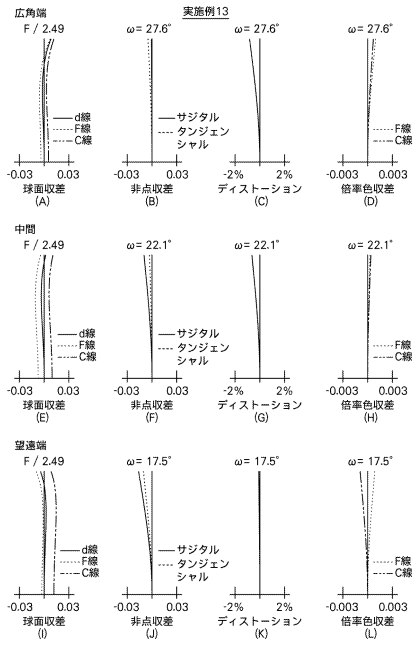 実施例13
広角端
F / 2.49
ω= 27.6°
ω= 27.6°
ω= 27.6°
d線
F線
C線
サジタル
タンジェン
シャル
F線
C線
-0.03 0.03
-0.03 0.03
-2% 2%
-0.003 0.003
球面収差
非点収差
ディストーション
倍率色収差
(A)
(B)
(C)
(D)
中間
F / 2.49
ω= 22.1°
ω= 22.1°
ω= 22.1°
d線
F線
C線
サジタル
タンジェン
シャル
F線
C線
-0.03 0.03
-0.03 0.03
-2% 2%
-0.003 0.003
球面収差
非点収差
ディストーション
倍率色収差
(E)
(F)
(G)
(H)
望遠端
F / 2.49
ω= 17.5°
ω= 17.5°
ω= 17.5°
d線
F線
C線
サジタル
タンジェン
シャル
F線
C線
-0.03 0.03
-0.03 0.03
-2% 2%
-0.003 0.003
球面収差
非点収差
ディストーション
倍率色収差
(I)
(J)
(K)
(L)